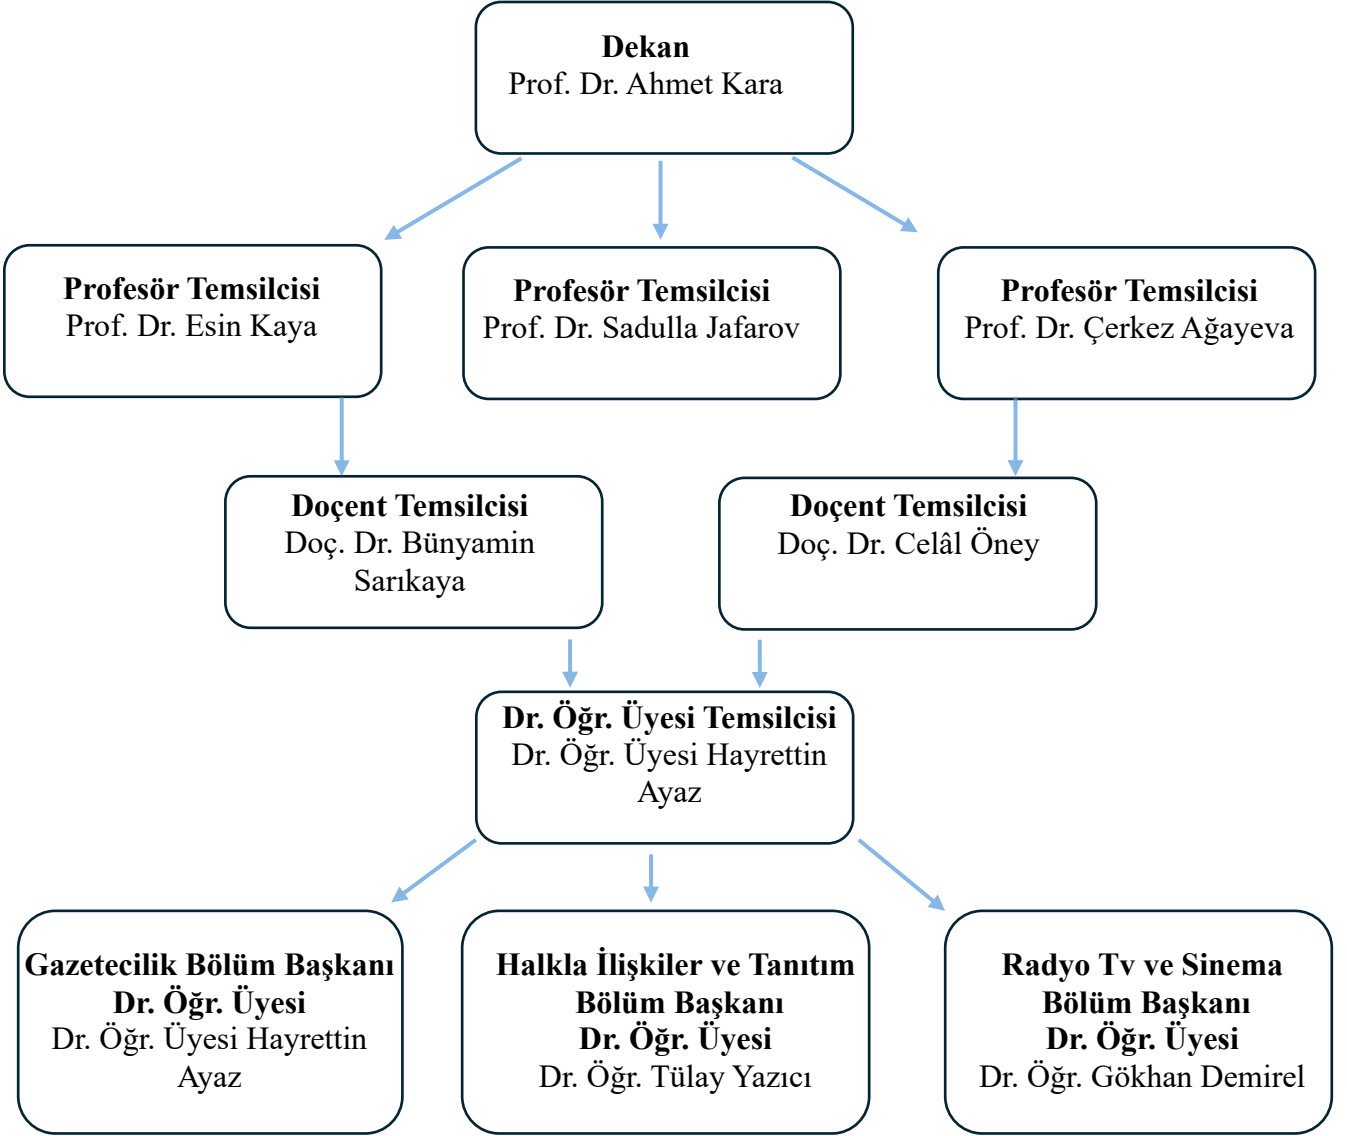 Dekan
Prof. Dr. Ahmet Kara
Profesör Temsilcisi
Prof. Dr. Esin Kaya
Profesör Temsilcisi
Prof. Dr. Sadulla Jafarov
Profesör Temsilcisi
Prof. Dr. Çerkez Ağayeva
Doçent Temsilcisi
Doç. Dr. Bünyamin
Sarıkaya
Doçent Temsilcisi
Doç. Dr. Celâl Öney
Dr. Öğr. Üyesi Temsilcisi
Dr. Öğr. Üyesi Hayrettin
Ayaz
Gazetecilik Bölüm Başkanı
Dr. Öğr. Üyesi
Dr. Öğr. Üyesi Hayrettin
Ayaz
Halkla İlişkiler ve Tanıtım
Bölüm Başkanı
Dr. Öğr. Üyesi
Dr. Öğr. Tülay Yazıcı
Radyo Tv ve Sinema
Bölüm Başkanı
Dr. Öğr. Üyesi
Dr. Öğr. Gökhan Demirel